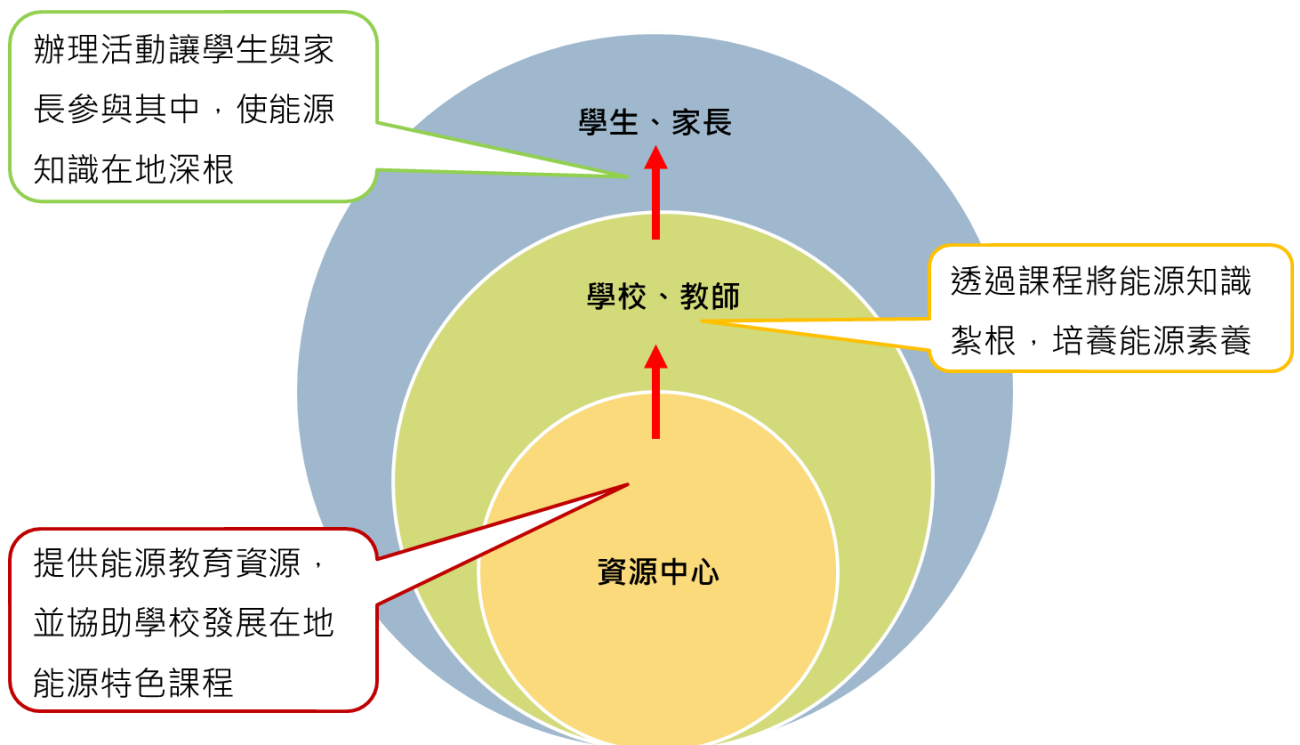 辦理活動讓學生與家
長參與其中，使能源
知識在地深根
學生、家長
學校、教師
透過課程將能源知識
紮根，培養能源素養
提供能源教育資源，
並協助學校發展在地
能源特色課程
資源中心